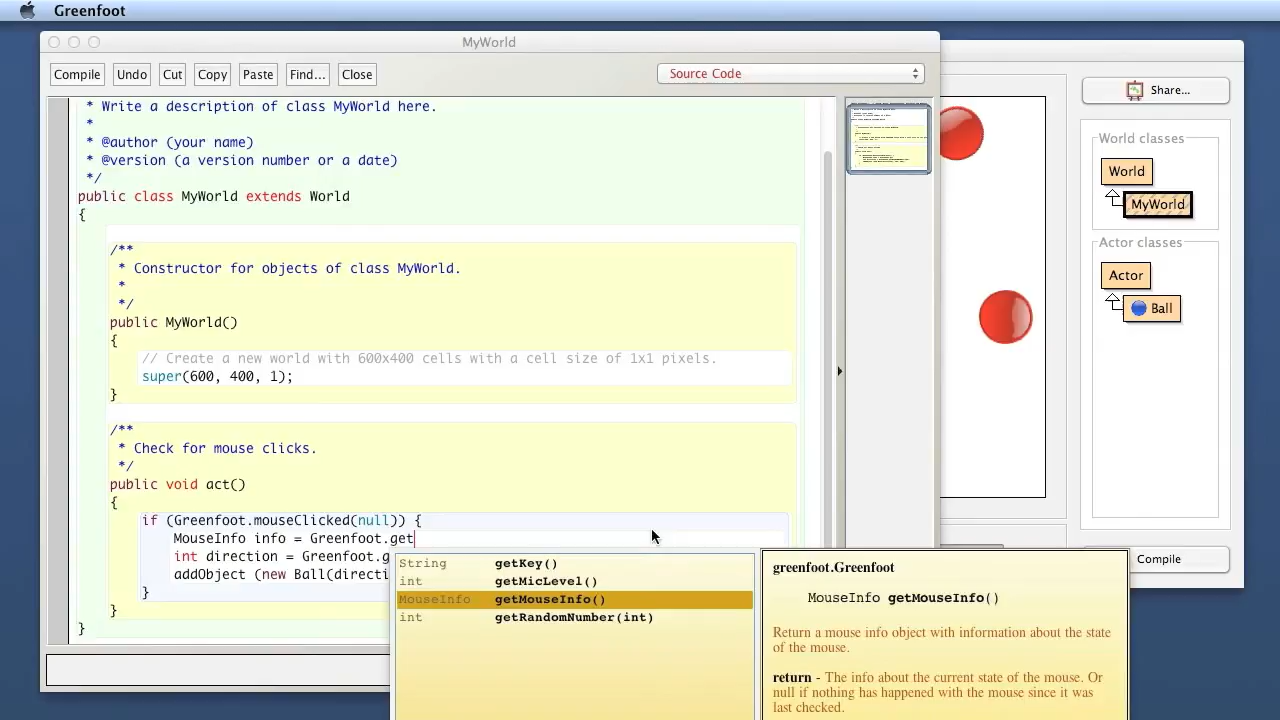 Greenfoot
MyWorld
Compile Undo Cut Copy Paste Find... Close Source Code
* Write a description of class MyWorld here.
*
* @author (your name)
* @version (a version number or a date)
*/
public class MyWorld extends World
{
/**
* Constructor for objects of class MyWorld.
*
*/
public MyWorld()
{
// Create a new world with 600x400 cells with a cell size of 1x1 pixels.
super(600, 400, 1);
}
/**
* Check for mouse clicks.
*/
public void act()
{
if (Greenfoot.mouseClicked(null)) {
MouseInfo info = Greenfoot.get
int direction = Greenfoot.g
addObject (new Ball(directi
}
}
}
String getKey()
int getMicLevel()
MouseInfo getMouseInfo()
int getRandomNumber(int)
greenfoot.Greenfoot
MouseInfo getMouseInfo()
Return a mouse info object with information about the state
of the mouse.
return - The info about the current state of the mouse. Or
null if nothing has happened with the mouse since it was
last checked.
Share...
World classes
World
MyWorld
Actor classes
Actor
Ball
Compile